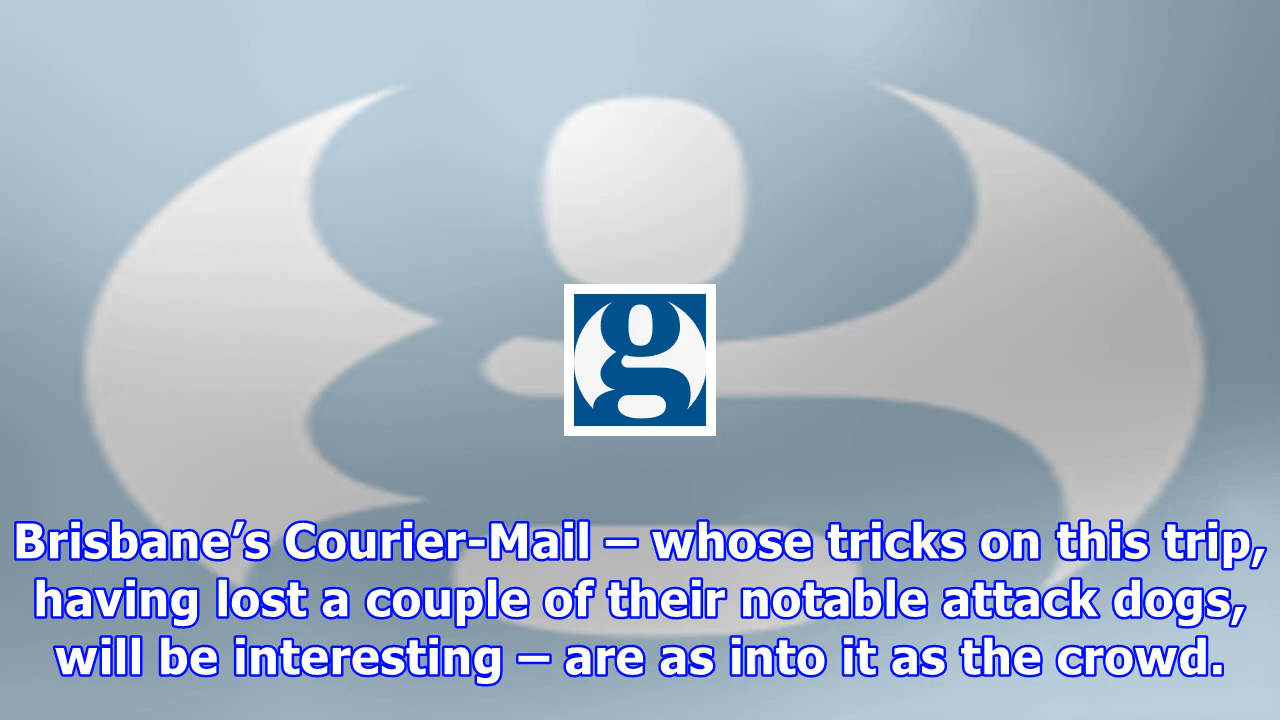 g
Brisbane’s Courier-Mail – whose tricks on this trip,
having lost a couple of their notable attack dogs,
will be interesting – are as into it as the crowd.